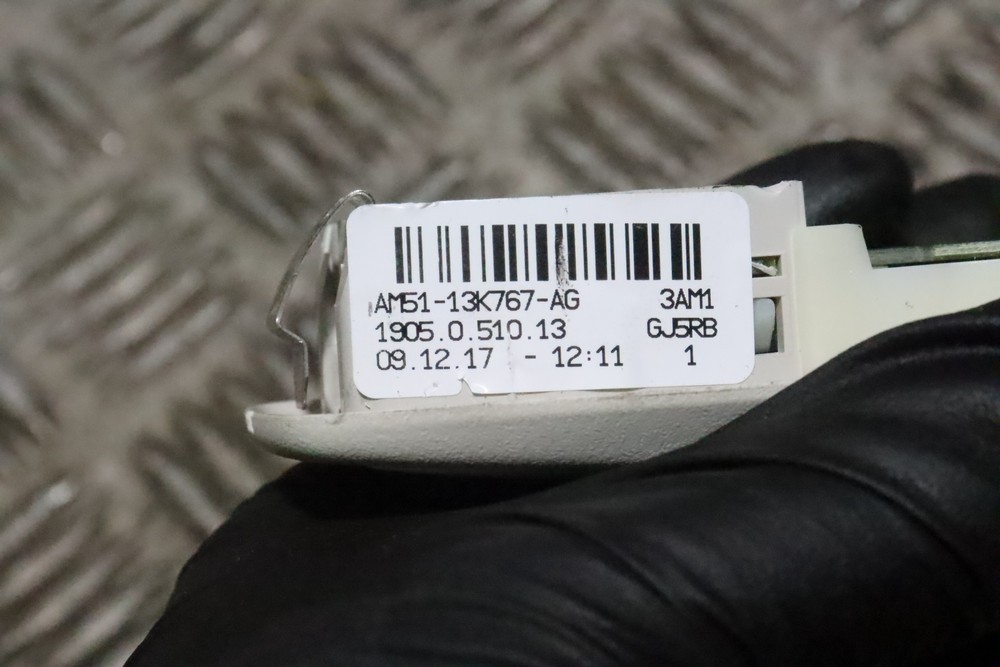 AM51-13K767-AG 3AM1
1905.0.510.13 GJ5RB
09.12.17 - 12:11 1